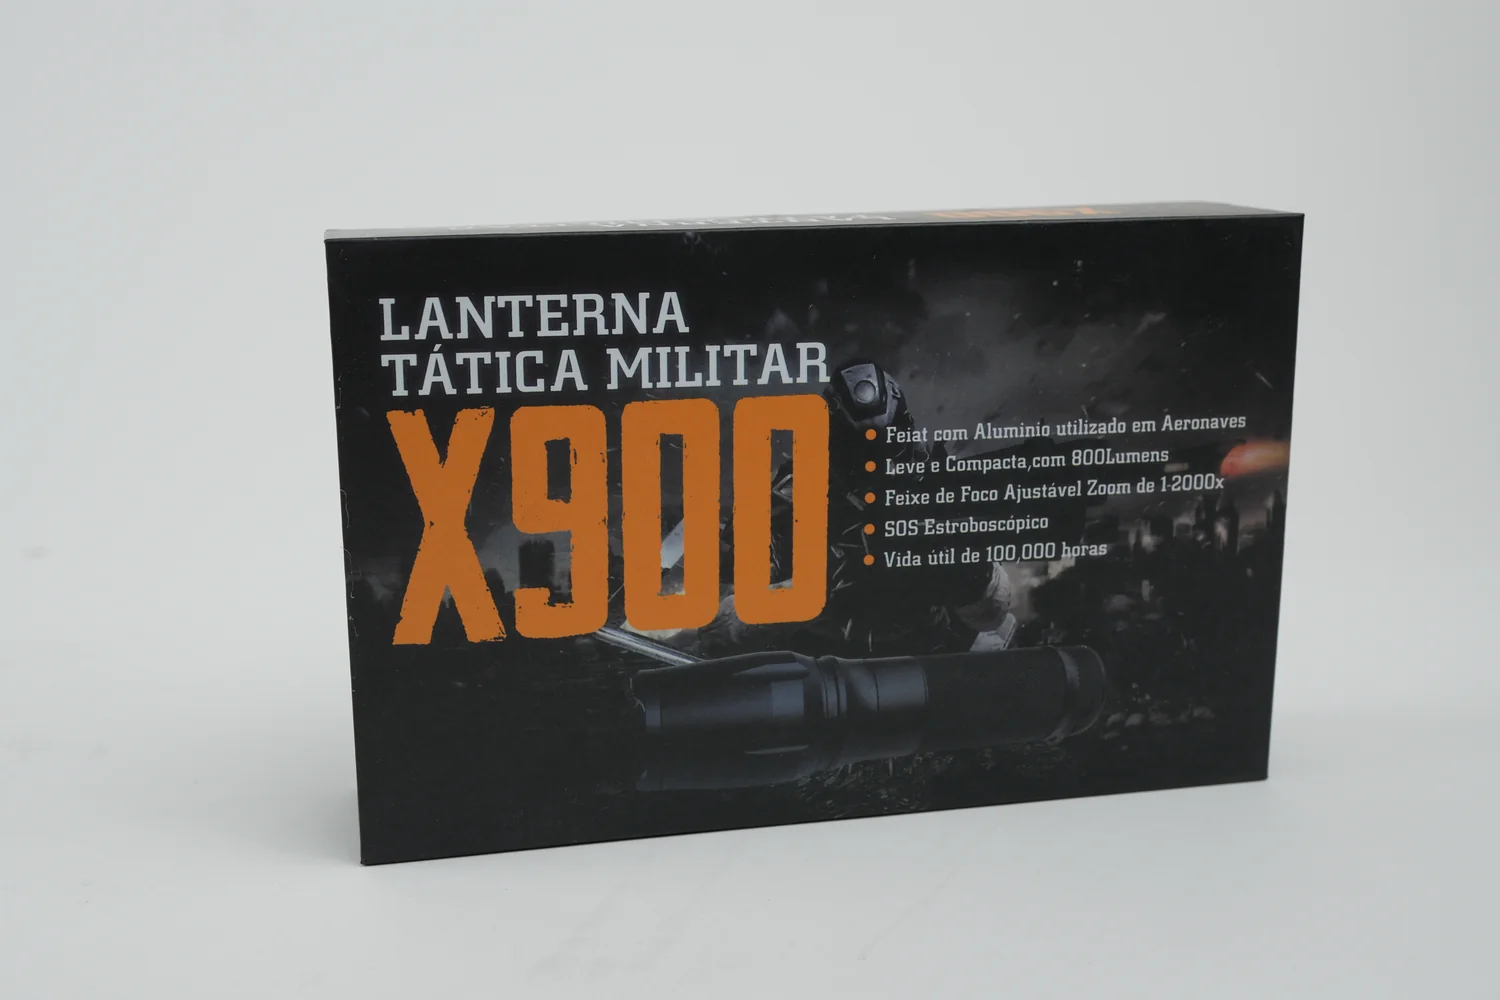 LANTERNA
TÁTICA MILITAR
X900
Feiat com Aluminio utilizado em Aeronaves
Leve e Compacta,com 800Lumens
Feixe de Foco Ajustável Zoom de 1-2000x
SOS Estroboscópico
Vida útil de 100,000 horas